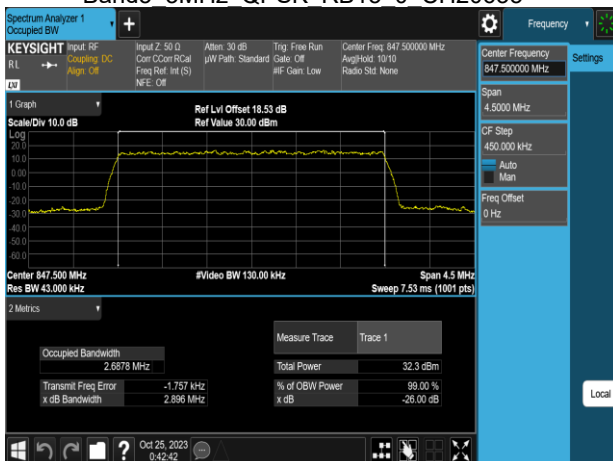 Band5_3MHz_QPSK_RB15_0_CH20635
Spectrum Analyzer 1
Occupied BW
Frequency
KEYSIGHT
RL
Input: RF
Coupling: DC
Align: Off
Input Z: 50 Ω
Corr CCorr RCal
Freq Ref: Int (S)
NFE: Off
Atten: 30 dB
µW Path: Standard
Trig: Free Run
Gate: Off
#IF Gain: Low
Center Freq: 847.500000 MHz
Avg|Hold: 10/10
Radio Std: None
Center Frequency
847.500000 MHz
Settings
Span
4.5000 MHz
CF Step
450.000 kHz
Auto
Man
Freq Offset
0 Hz
1 Graph
Scale/Div 10.0 dB
Ref Lvl Offset 18.53 dB
Ref Value 30.00 dBm
Log
20.0
10.0
0.00
-10.0
-20.0
-30.0
-40.0
-50.0
-60.0
Center 847.500 MHz
Res BW 43.000 kHz
#Video BW 130.00 kHz
Span 4.5 MHz
Sweep 7.53 ms (1001 pts)
2 Metrics
Measure Trace
Trace 1
Occupied Bandwidth
2.6878 MHz
Total Power
32.3 dBm
Transmit Freq Error
-1.757 kHz
% of OBW Power
99.00 %
x dB Bandwidth
2.896 MHz
x dB
-26.00 dB
Local
Oct 25, 2023
0:42:42